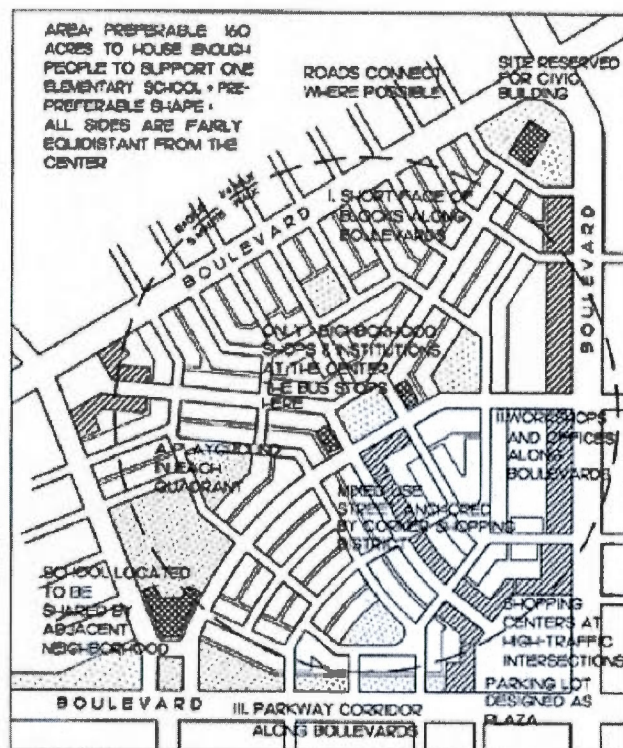 AREA: PREFERABLE 160
ACRES TO HOUSE ENOUGH
PEOPLE TO SUPPORT ONE
ELEMENTARY SCHOOL • PRE-
PREFERABLE SHAPE:
ALL SIDES ARE FAIRLY
EQUIDISTANT FROM THE
CENTER
ROADS CONNECT
WHERE POSSIBLE
SITE RESERVED
FOR CIVIC
BUILDING
5 MINUTE WALK
BOULEVARD
I. SHORT FACE OF
BLOCKS ALONG
BOULEVARDS
BOULEVARD
ONLY NEIGHBORHOOD
SHOPS & INSTITUTIONS
AT THE CENTER
THE BUS STOPS
HERE
II. WORKSHOPS
AND OFFICES
ALONG
BOULEVARDS
A PLAYGROUND
IN EACH
QUADRANT
MIXED USE
STREET ANCHORED
BY CORNER SHOPPING
DISTRICT
SCHOOL LOCATED
TO BE
SHARED BY
ADJACENT
NEIGHBORHOOD
SHOPPING
CENTERS AT
HIGH-TRAFFIC
INTERSECTIONS
PARKING LOT
DESIGNED AS
PLAZA
BOULEVARD
III. PARKWAY CORRIDOR
ALONG BOULEVARDS